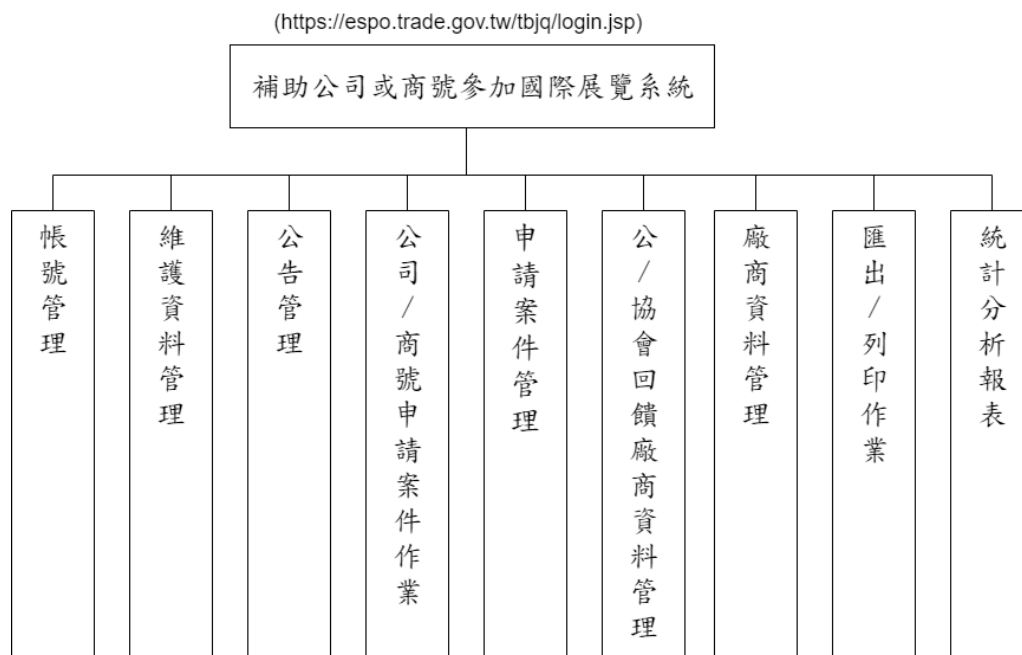 (https://espo.trade.gov.tw/tbjq/login.jsp)
補助公司或商號參加國際展覽系統
帳號管理
維護資料管理
公告管理
公司/商號申請案件作業
申請案件管理
公/協會回饋廠商資料管理
廠商資料管理
匯出/列印作業
統計分析報表